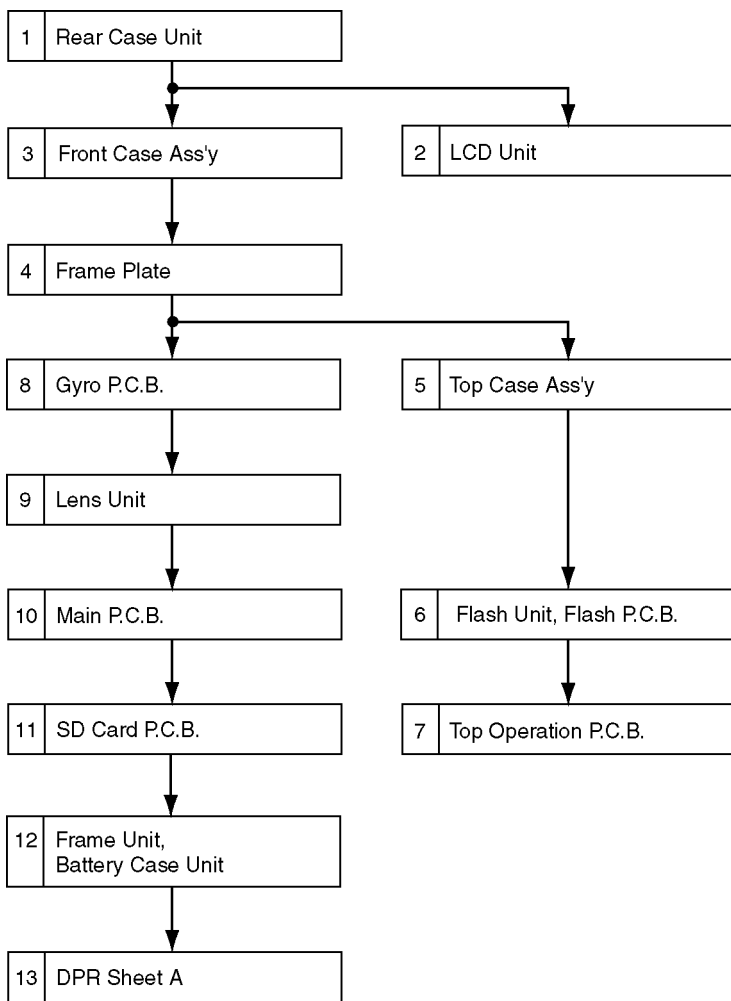 1 Rear Case Unit
3 Front Case Ass'y
2 LCD Unit
4 Frame Plate
8 Gyro P.C.B.
5 Top Case Ass'y
9 Lens Unit
10 Main P.C.B.
6 Flash Unit, Flash P.C.B.
11 SD Card P.C.B.
7 Top Operation P.C.B.
12 Frame Unit,
Battery Case Unit
13 DPR Sheet A